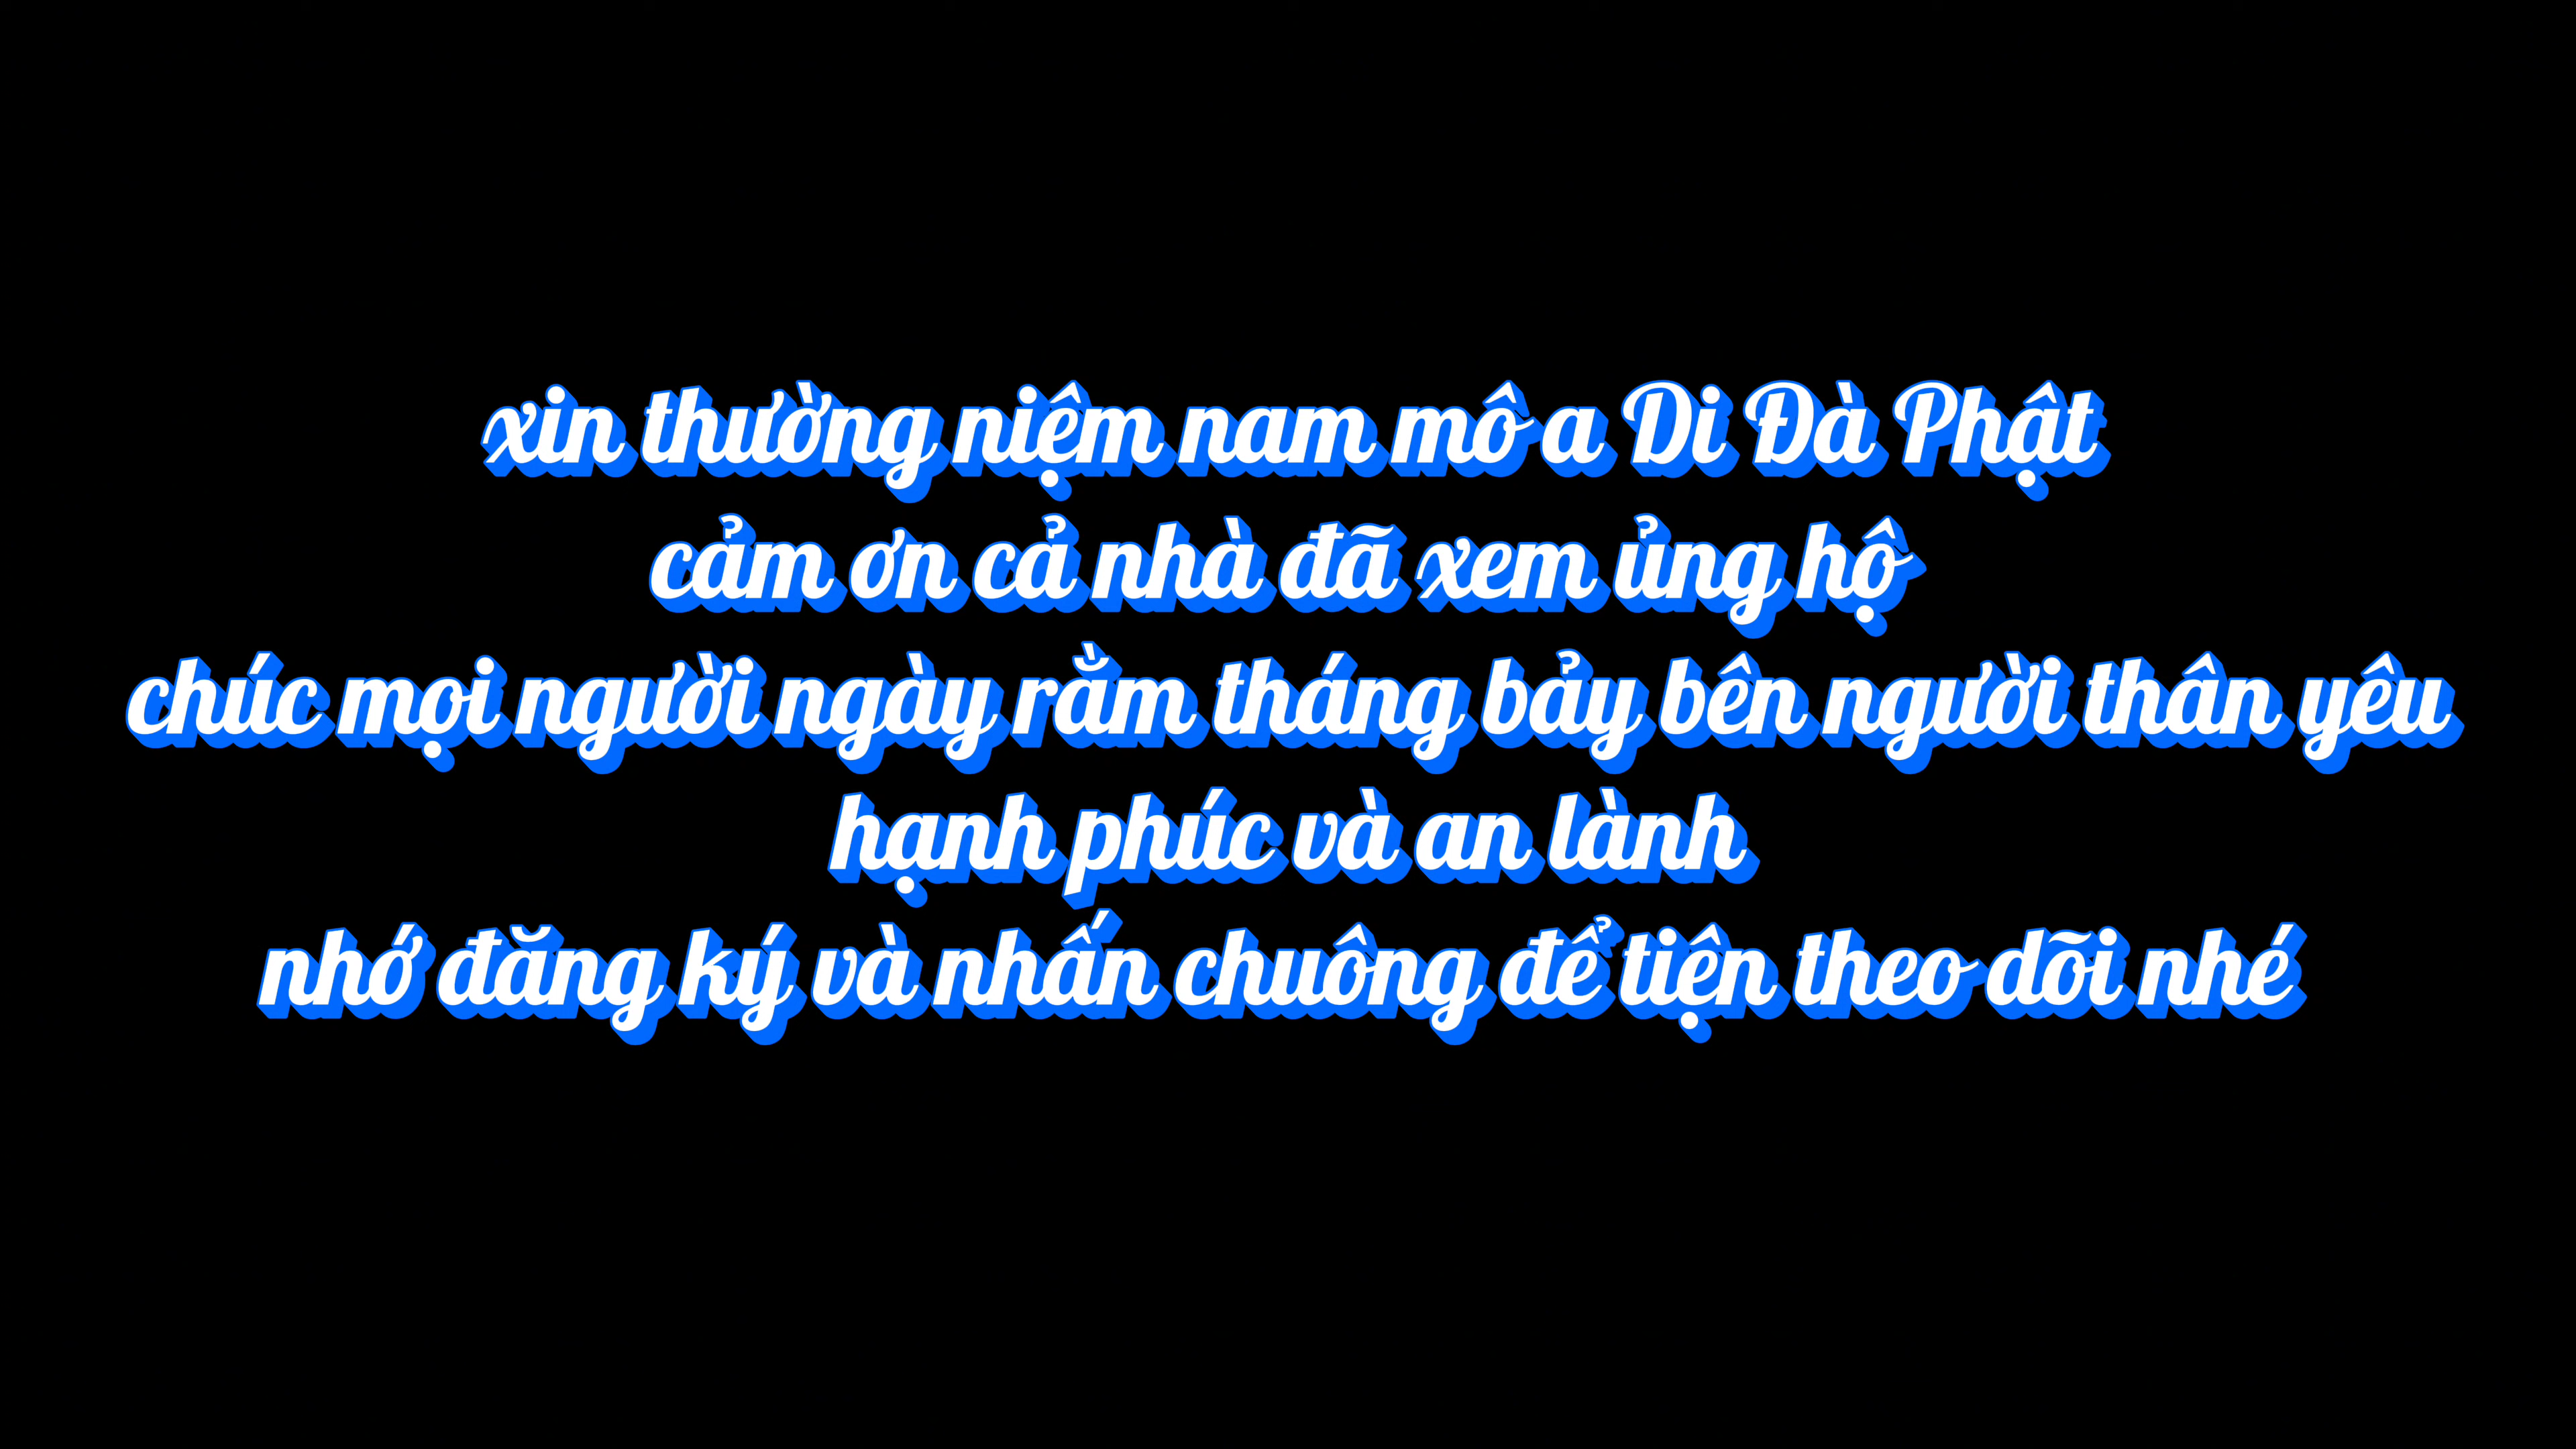 xin thường niệm nam mô a Di Đà Phật
cảm ơn cả nhà đã xem ủng hộ
chúc mọi người ngày rằm tháng bảy bên người thân yêu
hạnh phúc và an lành
nhớ đăng ký và nhấn chuông để tiện theo dõi nhé